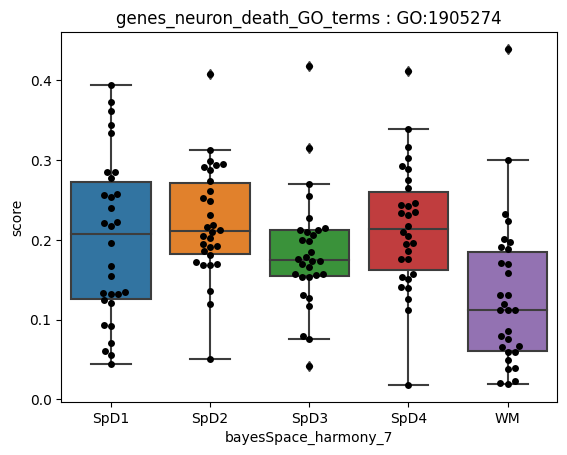 genes_neuron_death_GO_terms : GO:1905274
score
0.4
0.3
0.2
0.1
0.0
SpD1 SpD2 SpD3 SpD4 WM
bayesSpace_harmony_7